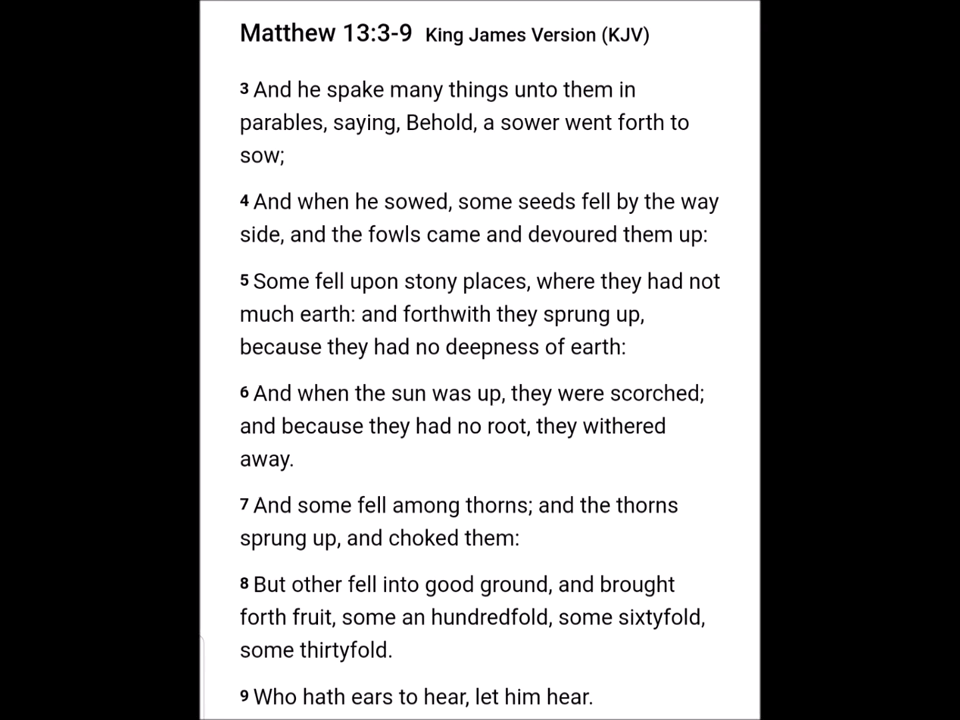 Matthew 13:3-9 King James Version (KJV)
3 And he spake many things unto them in
parables, saying, Behold, a sower went forth to
sow;
4 And when he sowed, some seeds fell by the way
side, and the fowls came and devoured them up:
5 Some fell upon stony places, where they had not
much earth: and forthwith they sprung up,
because they had no deepness of earth:
6 And when the sun was up, they were scorched;
and because they had no root, they withered
away.
7 And some fell among thorns; and the thorns
sprung up, and choked them:
8 But other fell into good ground, and brought
forth fruit, some an hundredfold, some sixtyfold,
some thirtyfold.
9 Who hath ears to hear, let him hear.